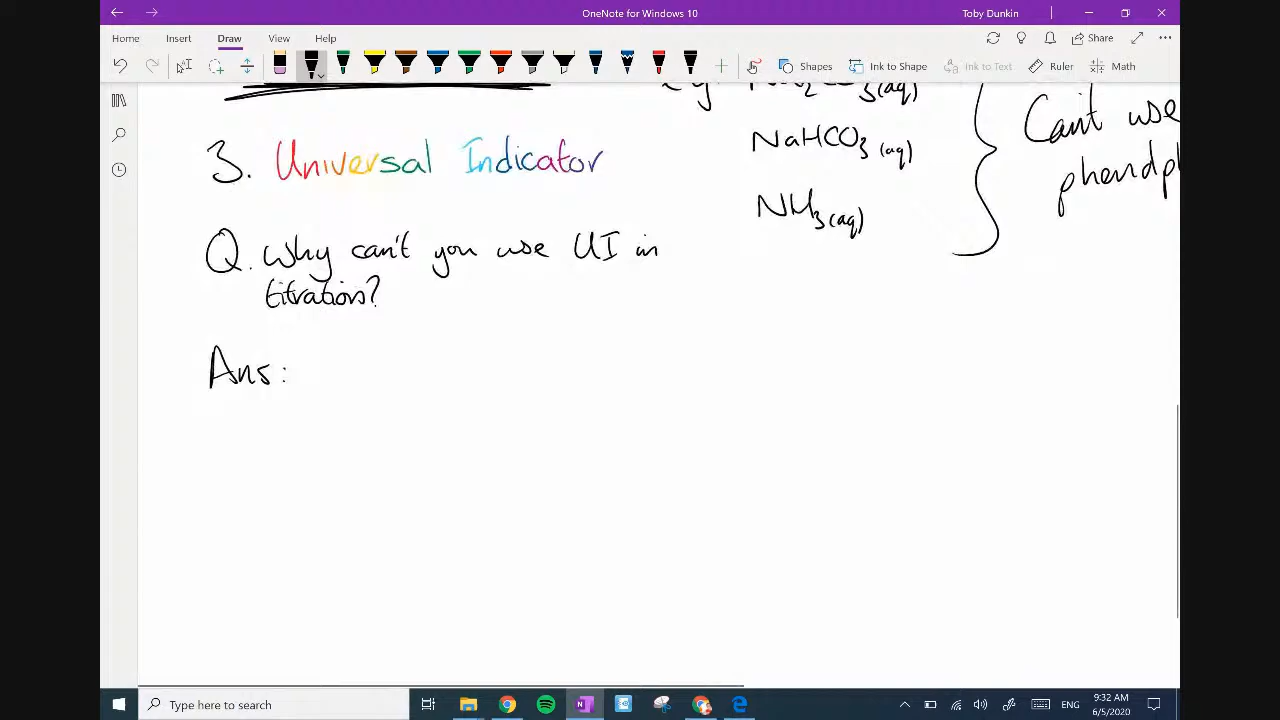 OneNote for Windows 10
Toby Dunkin
Home Insert Draw View Help
Share
Shapes
Ink to Shape
Ink to Text
Ruler
Math
3. Universal Indicator
Q. Why can't you use UI in
titrations?
Ans:
NaHCO3 (aq)
NH3(aq)
Can't use
Type here to search
ENG
9:32 AM
6/5/2020